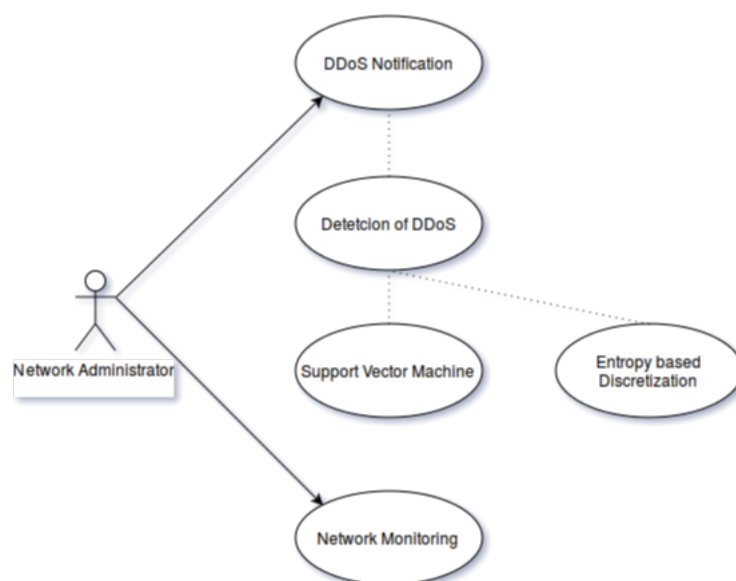 DDoS Notification
Detetcion of DDoS
Network Administrator
Support Vector Machine
Entropy based
Discretization
Network Monitoring